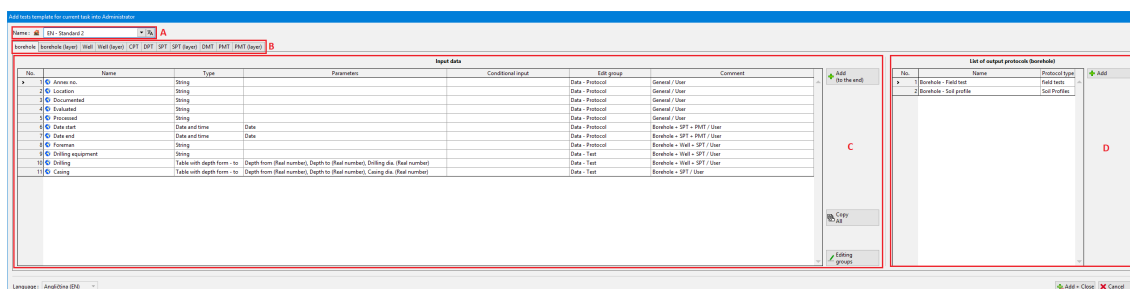 Add tests template for current task into Administrator
Name: EN - Standard 2 A
borehole borehole (layer) Well Well (layer) CPT DPT SPT SPT (layer) DMT PMT PMT (layer) B
Input data
No. Name Type Parameters Conditional input Edit group Comment
1 Annex no. String Data - Protocol General / User
2 Location String Data - Protocol General / User
3 Documented String Data - Protocol General / User
4 Evaluated String Data - Protocol General / User
5 Processed String Data - Protocol General / User
6 Date start Date and time Date Data - Protocol Borehole + SPT + PMT / User
7 Date end Date and time Date Data - Protocol Borehole + SPT + PMT / User
8 Foreman String Data - Protocol Borehole + Well + SPT / User
9 Drilling equipment String Data - Test Borehole + Well + SPT / User
10 Drilling Table with depth form - to Depth from (Real number), Depth to (Real number), Drilling dia. (Real number) Data - Test Borehole + Well + SPT / User
11 Casing Table with depth form - to Depth from (Real number), Depth to (Real number), Casing dia. (Real number) Data - Test Borehole + SPT / User
Add
(to the end)
C
Copy
All
Editing
groups
List of output protocols (borehole)
No. Name Protocol type
1 Borehole - Field test field tests
2 Borehole - Soil profile Soil Profiles
Add
D
Language: Angličtina (EN)
Add + Close Cancel